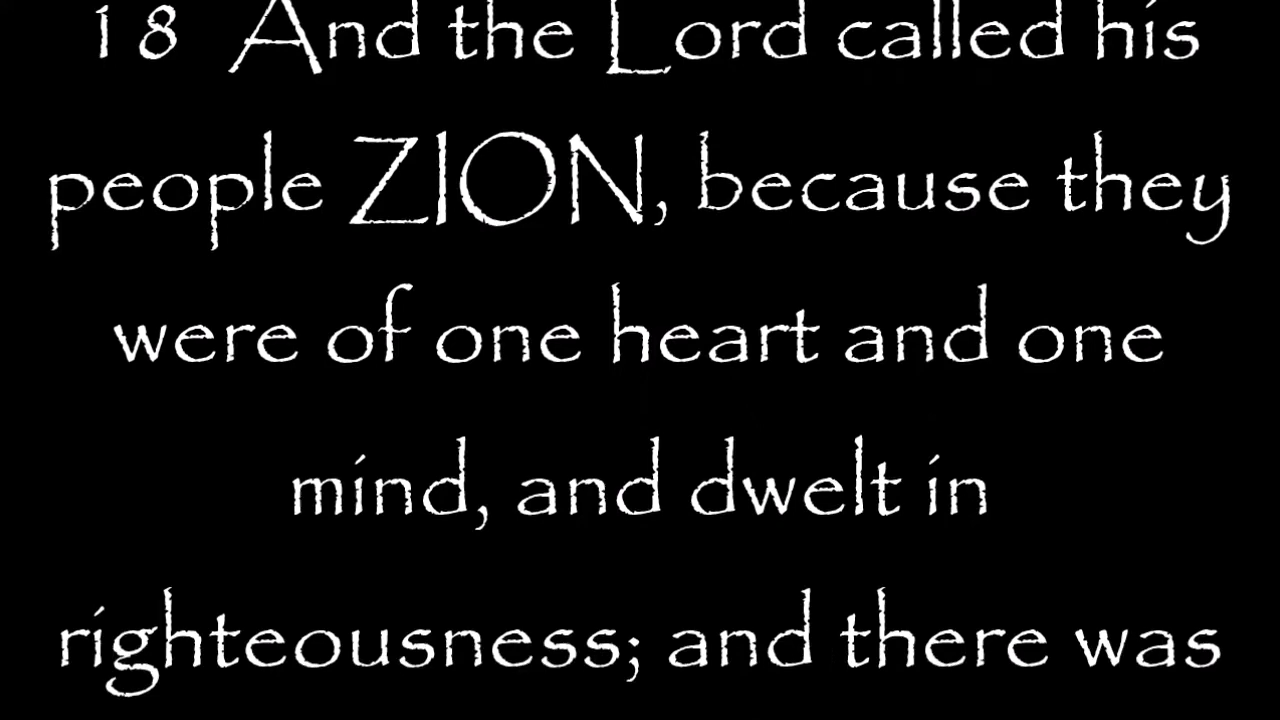 18 And the Lord called his
people ZION, because they
were of one heart and one
mind, and dwelt in
righteousness; and there was